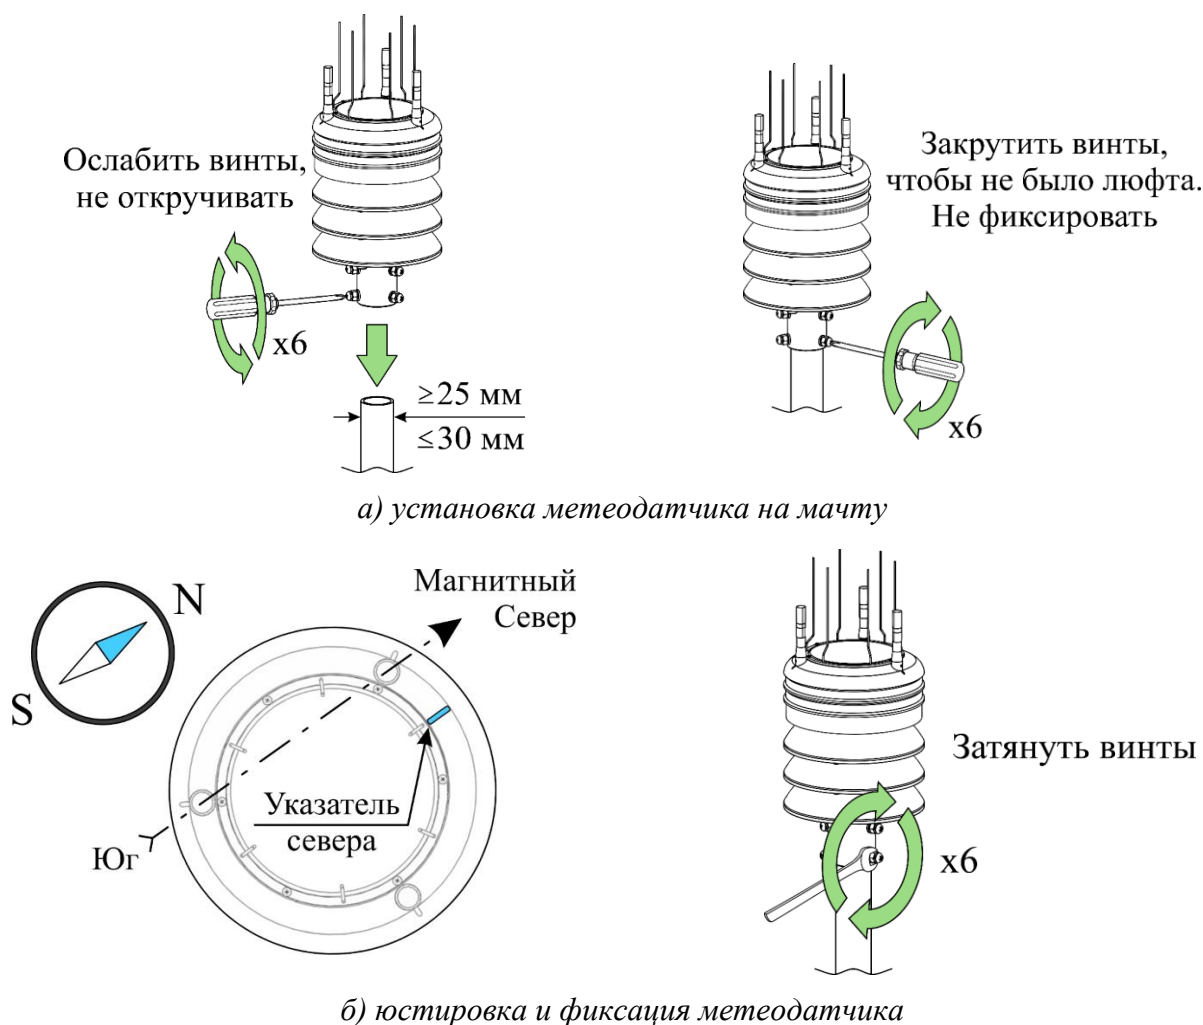 Ослабить винты,
не откручивать
x6
≥25 мм
≤30 мм
Закрутить винты,
чтобы не было люфта.
Не фиксировать
x6
а) установка метеодатчика на мачту
N
S
Магнитный
Север
Указатель
севера
Юг
Затянуть винты
x6
б) юстировка и фиксация метеодатчика